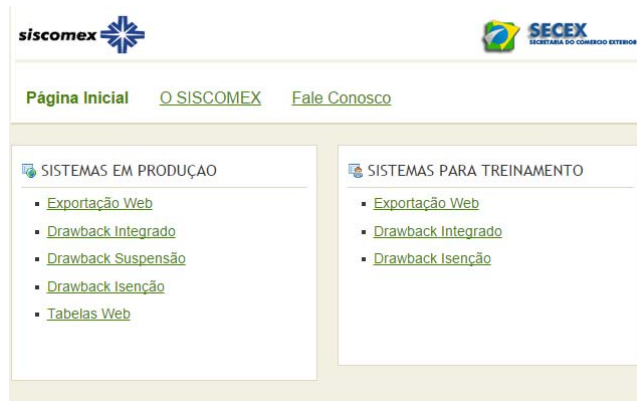 siscomex
SECEX
SECRETARIA DO COMERCIO EXTERIOR
Página Inicial O SISCOMEX Fale Conosco
SISTEMAS EM PRODUÇAO
Exportação Web
Drawback Integrado
Drawback Suspensão
Drawback Isenção
Tabelas Web
SISTEMAS PARA TREINAMENTO
Exportação Web
Drawback Integrado
Drawback Isenção